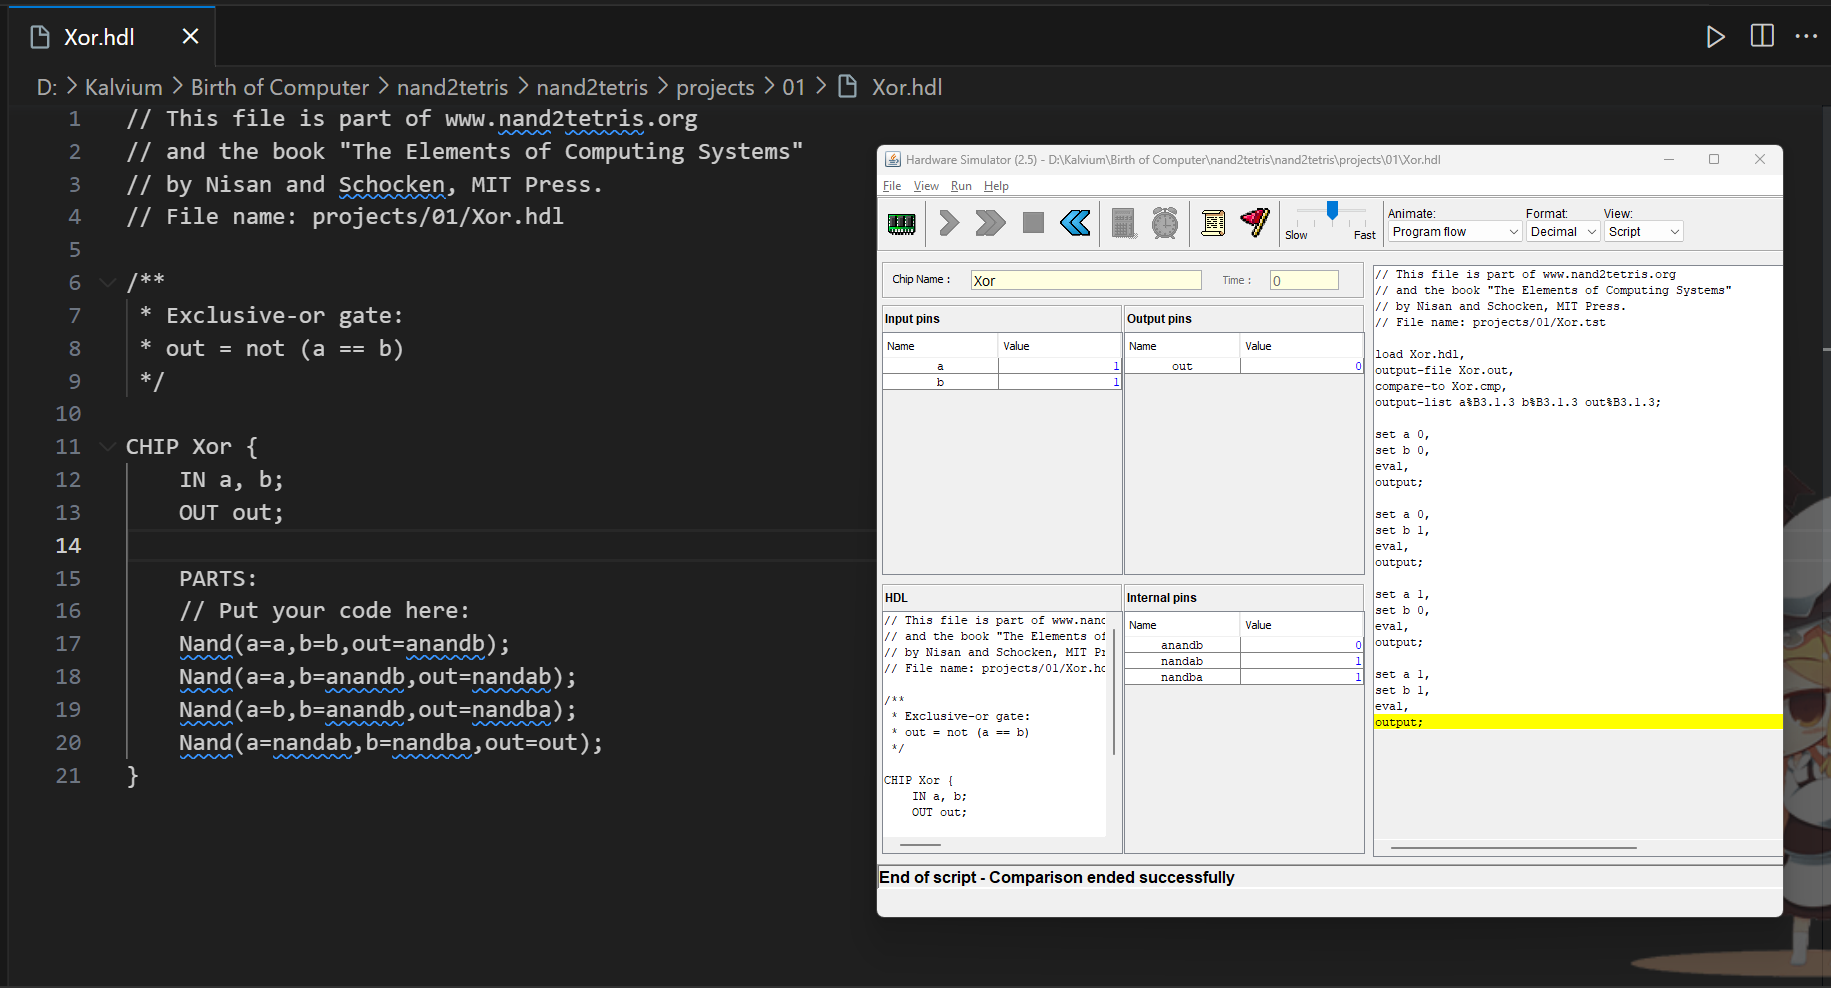 Xor.hdl
D: > Kalvium > Birth of Computer > nand2tetris > nand2tetris > projects > 01 > Xor.hdl
1 // This file is part of www.nand2tetris.org
2 // and the book "The Elements of Computing Systems"
3 // by Nisan and Schocken, MIT Press.
4 // File name: projects/01/Xor.hdl
5
6 /**
7 * Exclusive-or gate:
8 * out = not (a == b)
9 */
10
11 CHIP Xor {
12 IN a, b;
13 OUT out;
14
15 PARTS:
16 // Put your code here:
17 Nand(a=a,b=b,out=anandb);
18 Nand(a=a,b=anandb,out=nandab);
19 Nand(a=b,b=anandb,out=nandba);
20 Nand(a=nandab,b=nandba,out=out);
21 }
Hardware Simulator (2.5) - D:\Kalvium\Birth of Computer\nand2tetris\nand2tetris\projects\01\Xor.hdl
File View Run Help
Slow Fast
Animate: Format: View:
Program flow Decimal Script
Chip Name : Xor Time : 0
Input pins
Name Value
a 1
b 1
Output pins
Name Value
out 0
HDL
// This file is part of www.nand
// and the book "The Elements of
// by Nisan and Schocken, MIT Pr
// File name: projects/01/Xor.hd
/**
* Exclusive-or gate:
* out = not (a == b)
*/
CHIP Xor {
IN a, b;
OUT out;
Internal pins
Name Value
anandb 0
nandab 1
nandba 1
// This file is part of www.nand2tetris.org
// and the book "The Elements of Computing Systems"
// by Nisan and Schocken, MIT Press.
// File name: projects/01/Xor.tst
load Xor.hdl,
output-file Xor.out,
compare-to Xor.cmp,
output-list a%B3.1.3 b%B3.1.3 out%B3.1.3;
set a 0,
set b 0,
eval,
output;
set a 0,
set b 1,
eval,
output;
set a 1,
set b 0,
eval,
output;
set a 1,
set b 1,
eval,
output;
End of script - Comparison ended successfully